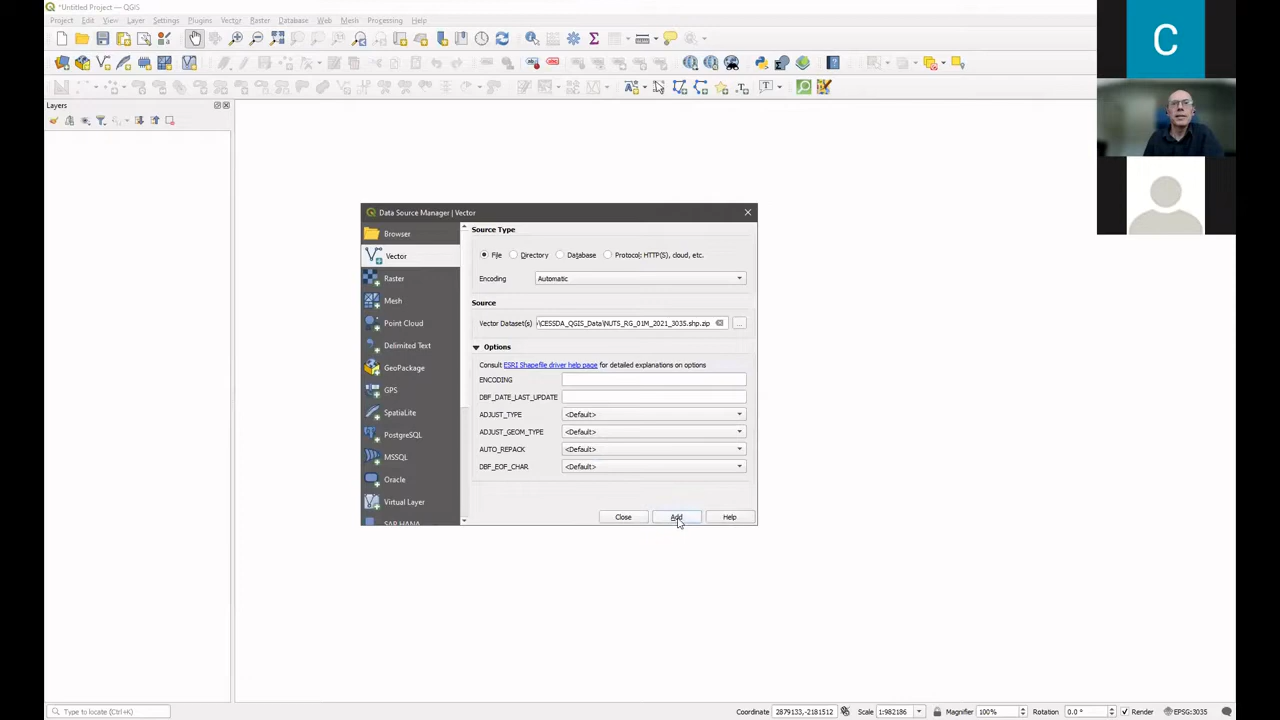 *Untitled Project — QGIS
Project Edit View Layer Settings Plugins Vector Raster Database Web Mesh Processing Help
Layers
C
Data Source Manager | Vector
Browser
Vector
Raster
Mesh
Point Cloud
Delimited Text
GeoPackage
GPS
SpatiaLite
PostgreSQL
MSSQL
Oracle
Virtual Layer
SAP HANA
Source Type
File Directory Database Protocol: HTTP(S), cloud, etc.
Encoding Automatic
Source
Vector Dataset(s) \CESSDA_QGIS_Data\NUTS_RG_01M_2021_3035.shp.zip ...
Options
Consult ESRI Shapefile driver help page for detailed explanations on options
ENCODING
DBF_DATE_LAST_UPDATE
ADJUST_TYPE <Default>
ADJUST_GEOM_TYPE <Default>
AUTO_REPACK <Default>
DBF_EOF_CHAR <Default>
Close Add Help
Type to locate (Ctrl+K) Coordinate 2879133,-2181512 Scale 1:982186 Magnifier 100% Rotation 0.0 ° Render EPSG:3035